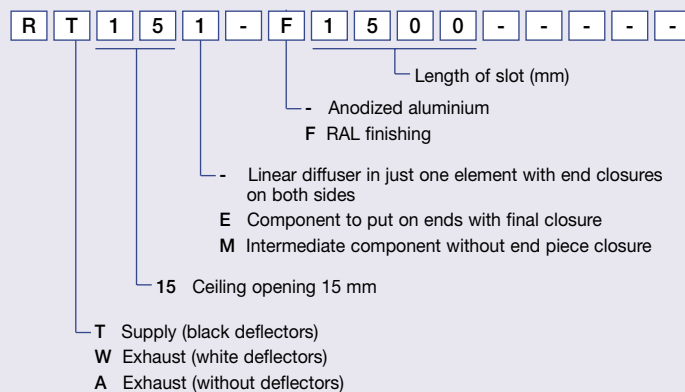 R T 1 5 1 - F 1 5 0 0 - - - - -
Length of slot (mm)
- Anodized aluminium
F RAL finishing
- Linear diffuser in just one element with end closures
on both sides
E Component to put on ends with final closure
M Intermediate component without end piece closure
15 Ceiling opening 15 mm
T Supply (black deflectors)
W Exhaust (white deflectors)
A Exhaust (without deflectors)